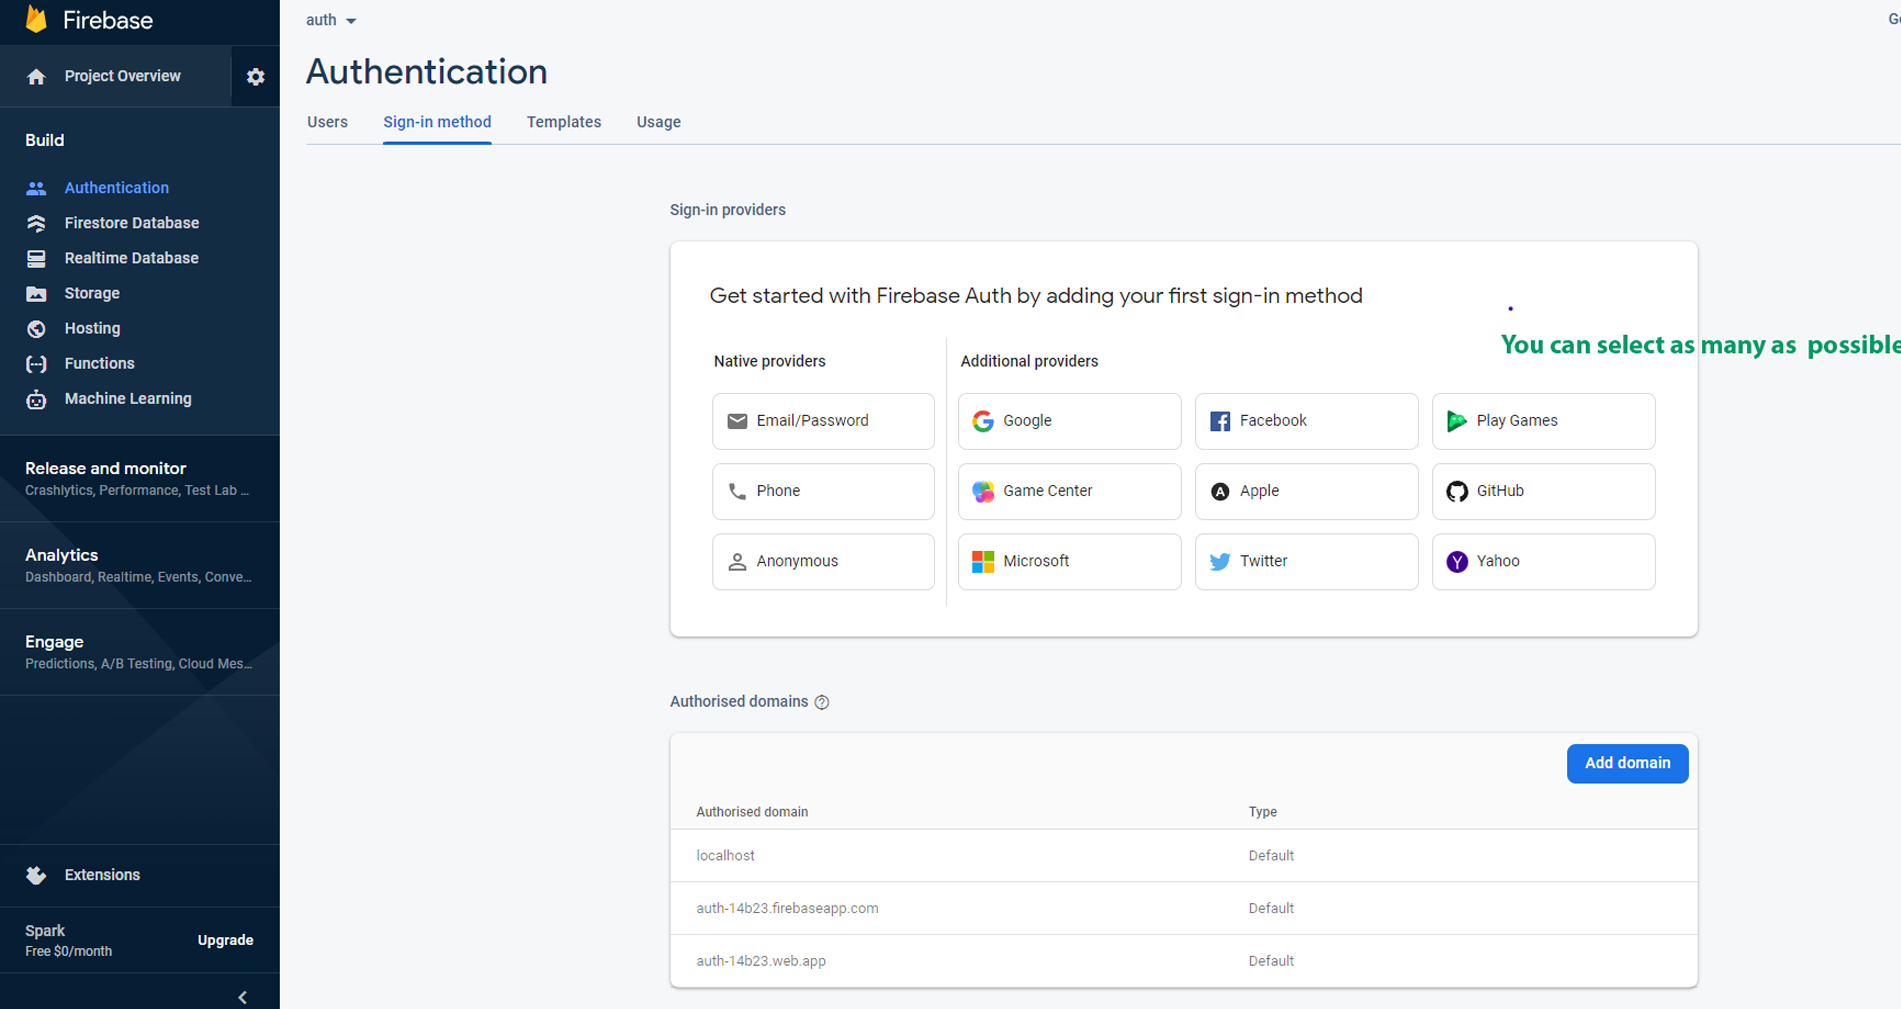 Firebase
Project Overview
Build
Authentication
Firestore Database
Realtime Database
Storage
Hosting
Functions
Machine Learning
Release and monitor
Crashlytics, Performance, Test Lab ...
Analytics
Dashboard, Realtime, Events, Conve...
Engage
Predictions, A/B Testing, Cloud Mes...
Extensions
Spark
Free $0/month
Upgrade
auth
Authentication
Users Sign-in method Templates Usage
Sign-in providers
Get started with Firebase Auth by adding your first sign-in method
You can select as many as possible
Native providers Additional providers
Email/Password Google Facebook Play Games
Phone Game Center Apple GitHub
Anonymous Microsoft Twitter Yahoo
Authorised domains
Add domain
Authorised domain Type
localhost Default
auth-14b23.firebaseapp.com Default
auth-14b23.web.app Default